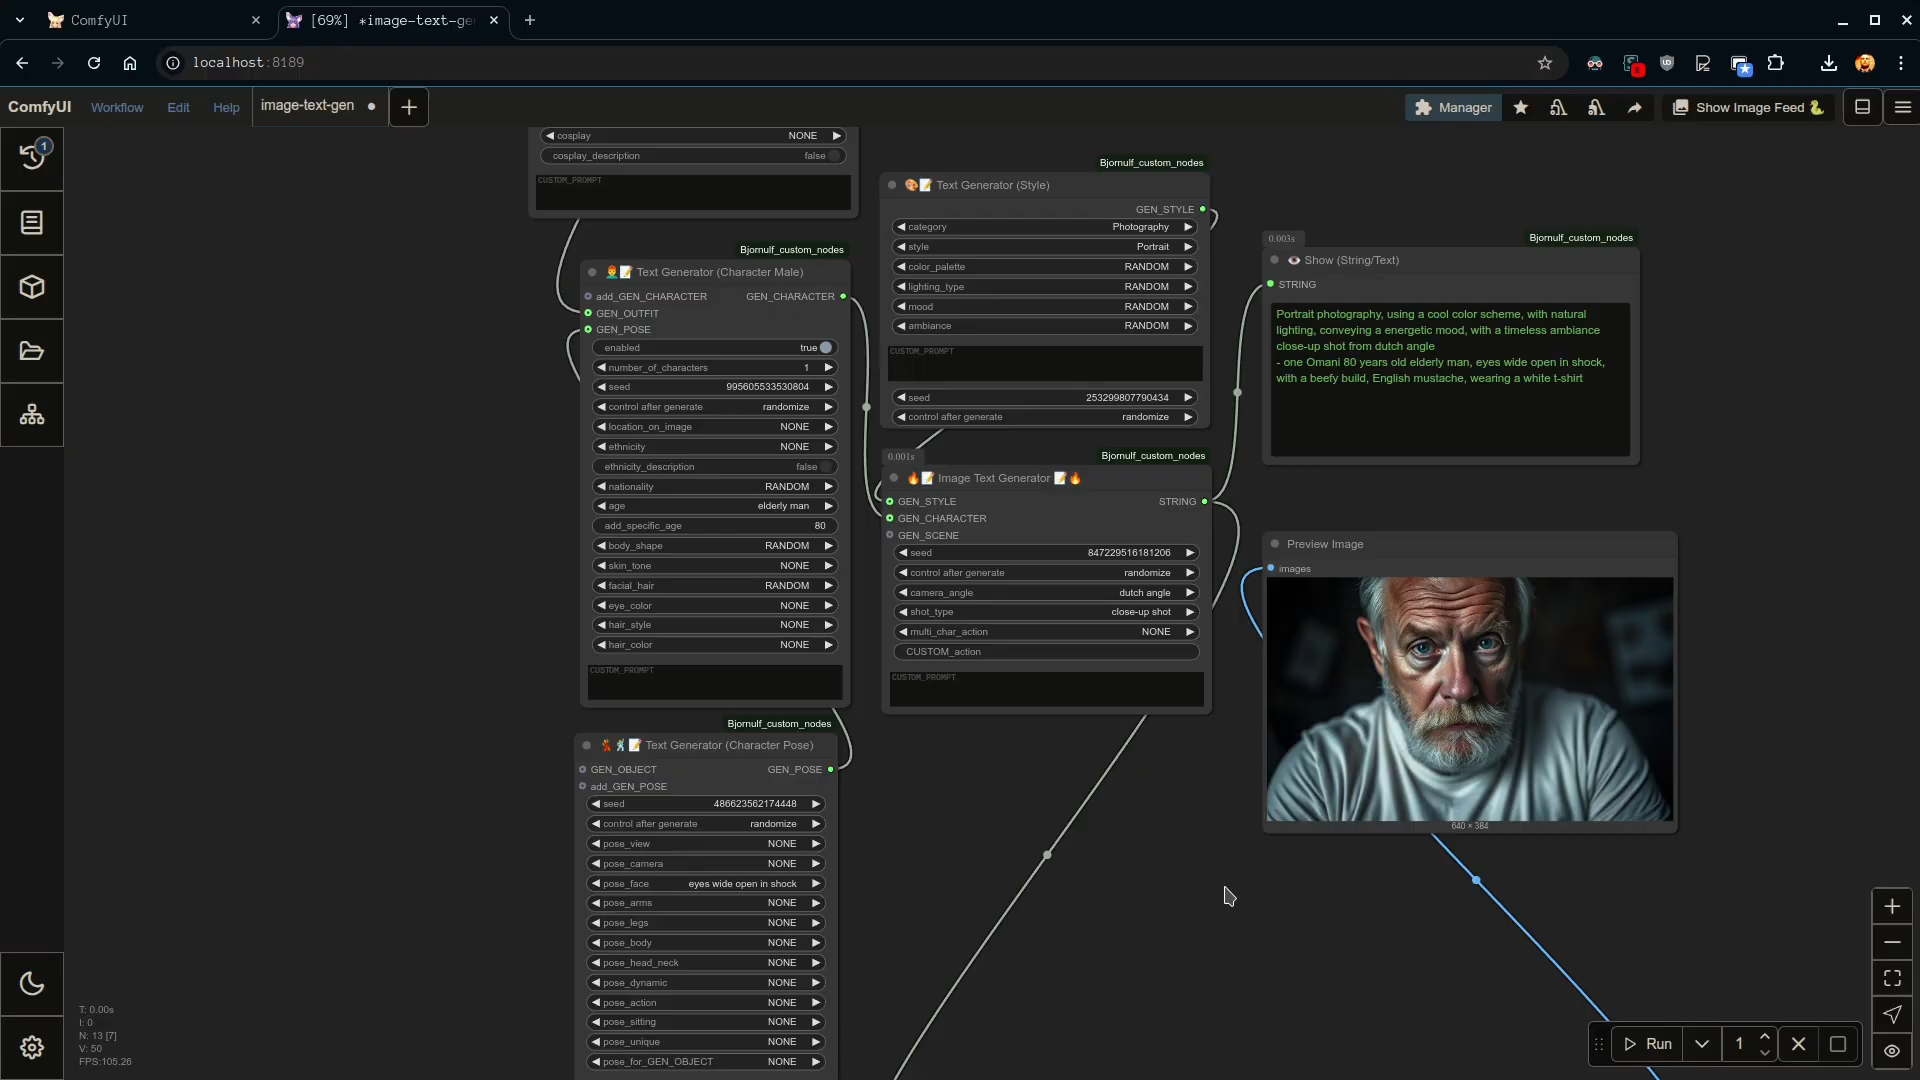 ComfyUI
[69%] *image-text-ge
localhost:8189
ComfyUI
Workflow
Edit
Help
image-text-gen
Manager
Show Image Feed
1
cosplay NONE
cosplay_description false
CUSTOM_PROMPT
Bjornulf_custom_nodes
Text Generator (Character Male)
add_GEN_CHARACTER GEN_CHARACTER
GEN_OUTFIT
GEN_POSE
enabled true
number_of_characters 1
seed 995605533530804
control after generate randomize
location_on_image NONE
ethnicity NONE
ethnicity_description false
nationality RANDOM
age elderly man
add_specific_age 80
body_shape RANDOM
skin_tone NONE
facial_hair RANDOM
eye_color NONE
hair_style NONE
hair_color NONE
CUSTOM_PROMPT
Bjornulf_custom_nodes
Text Generator (Character Pose)
GEN_OBJECT GEN_POSE
add_GEN_POSE
seed 486623562174448
control after generate randomize
pose_view NONE
pose_camera NONE
pose_face eyes wide open in shock
pose_arms NONE
pose_legs NONE
pose_body NONE
pose_head_neck NONE
pose_dynamic NONE
pose_action NONE
pose_sitting NONE
pose_unique NONE
pose_for_GEN_OBJECT NONE
Bjornulf_custom_nodes
Text Generator (Style)
GEN_STYLE
category Photography
style Portrait
color_palette RANDOM
lighting_type RANDOM
mood RANDOM
ambiance RANDOM
CUSTOM_PROMPT
seed 253299807790434
control after generate randomize
0.001s
Bjornulf_custom_nodes
Image Text Generator
GEN_STYLE STRING
GEN_CHARACTER
GEN_SCENE
seed 847229516181206
control after generate randomize
camera_angle dutch angle
shot_type close-up shot
multi_char_action NONE
CUSTOM_action
CUSTOM_PROMPT
0.003s
Bjornulf_custom_nodes
Show (String/Text)
STRING
Portrait photography, using a cool color scheme, with natural
lighting, conveying a energetic mood, with a timeless ambiance
close-up shot from dutch angle
- one Omani 80 years old elderly man, eyes wide open in shock,
with a beefy build, English mustache, wearing a white t-shirt
Preview Image
images
640 × 384
T: 0.00s
I: 0
N: 13 [7]
V: 50
FPS:105.26
Run
1